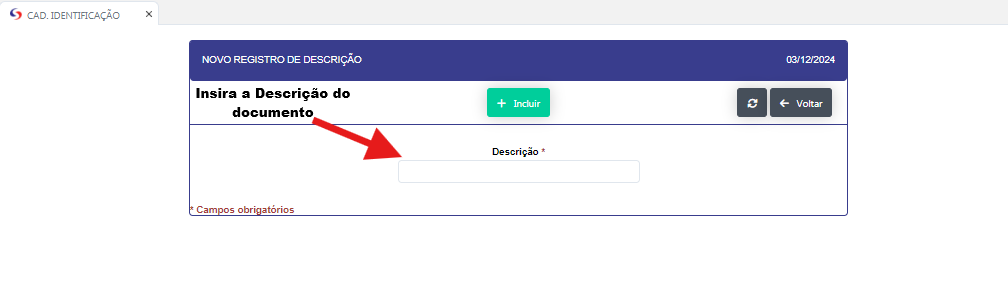 CAD. IDENTIFICAÇÃO
NOVO REGISTRO DE DESCRIÇÃO 03/12/2024
Insira a Descrição do
documento
+ Incluir
Voltar
Descrição *
* Campos obrigatórios